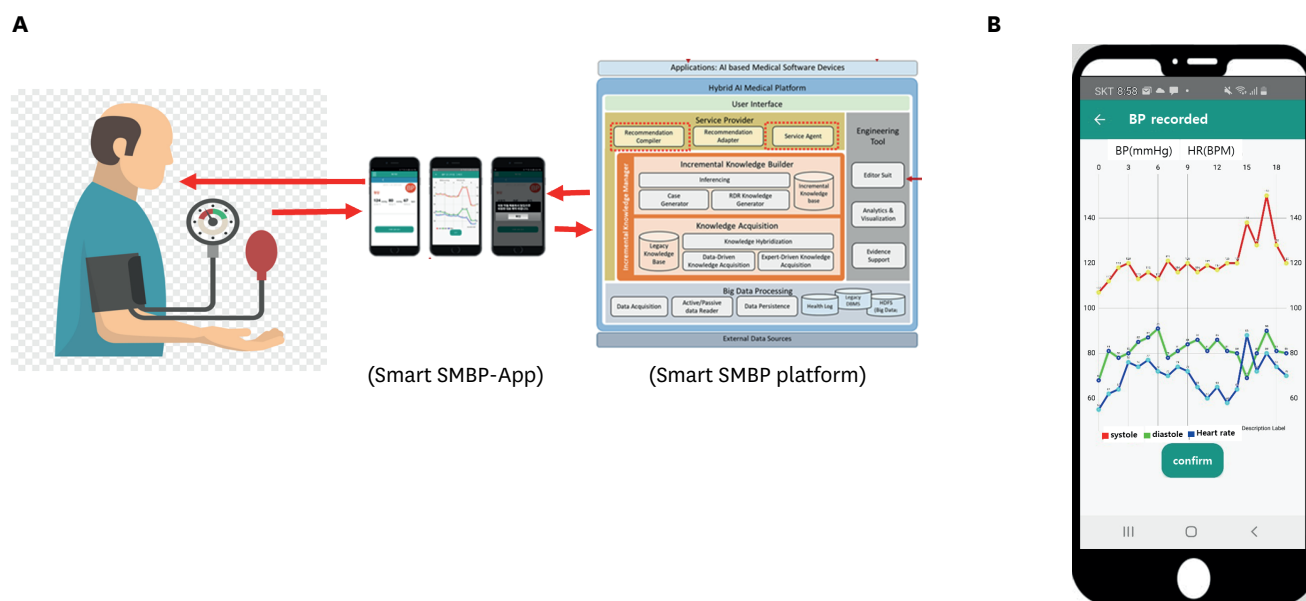 A
B
Applications: AI based Medical Software Devices
Hybrid AI Medical Platform
User Interface
Service Provider
Recommendation
Compiler
Recommendation
Adapter
Service Agent
Engineering
Tool
Incremental Knowledge Manager
Incremental Knowledge Builder
Inferencing
Case
Generator
RDR Knowledge
Generator
Incremental
Knowledge
base
Editor Suit
Knowledge Acquisition
Legacy
Knowledge
Base
Knowledge Hybridization
Data-Driven
Knowledge Acquisition
Expert-Driven Knowledge
Acquisition
Analytics &
Visualization
Evidence
Support
Big Data Processing
Data Acquisition
Active/Passive
data Reader
Data Persistence
Health Log
Legacy
DBMS
HDFS
(Big Data;
External Data Sources
(Smart SMBP-App)
(Smart SMBP platform)
SKT 8:58
BP recorded
BP(mmHg) HR(BPM)
0 3 6 9 12 15 18
140 140
120 120
100 100
80 80
60 60
systole diastole Heart rate Description Label
confirm